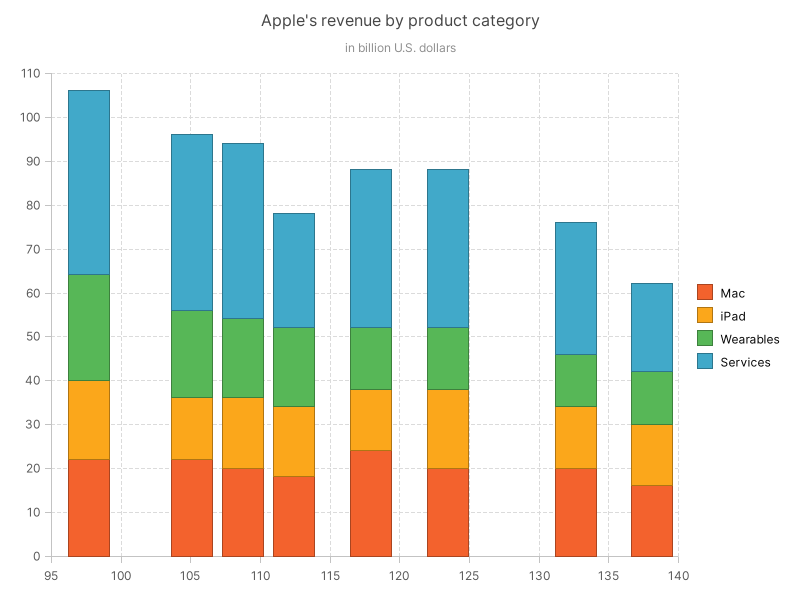 Apple's revenue by product category
in billion U.S. dollars
110
100
90
80
70
60
50
40
30
20
10
0
95 100 105 110 115 120 125 130 135 140
Mac
iPad
Wearables
Services